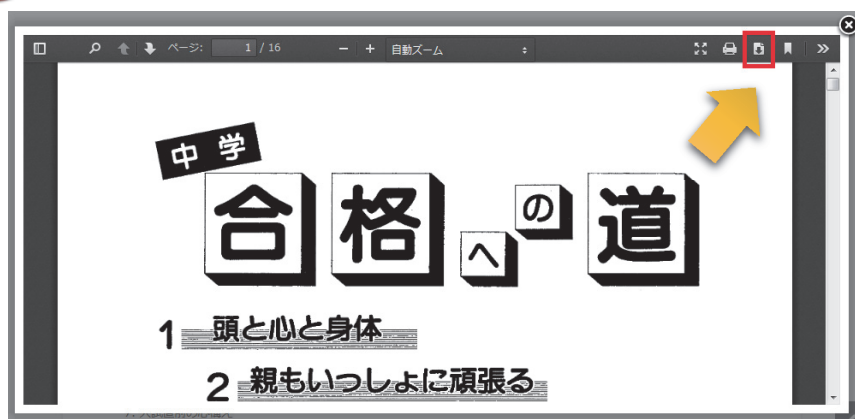 ページ: 1 / 16 − + 自動ズーム
中学
合格への道
1 頭と心と身体
2 親もいっしょに頑張る